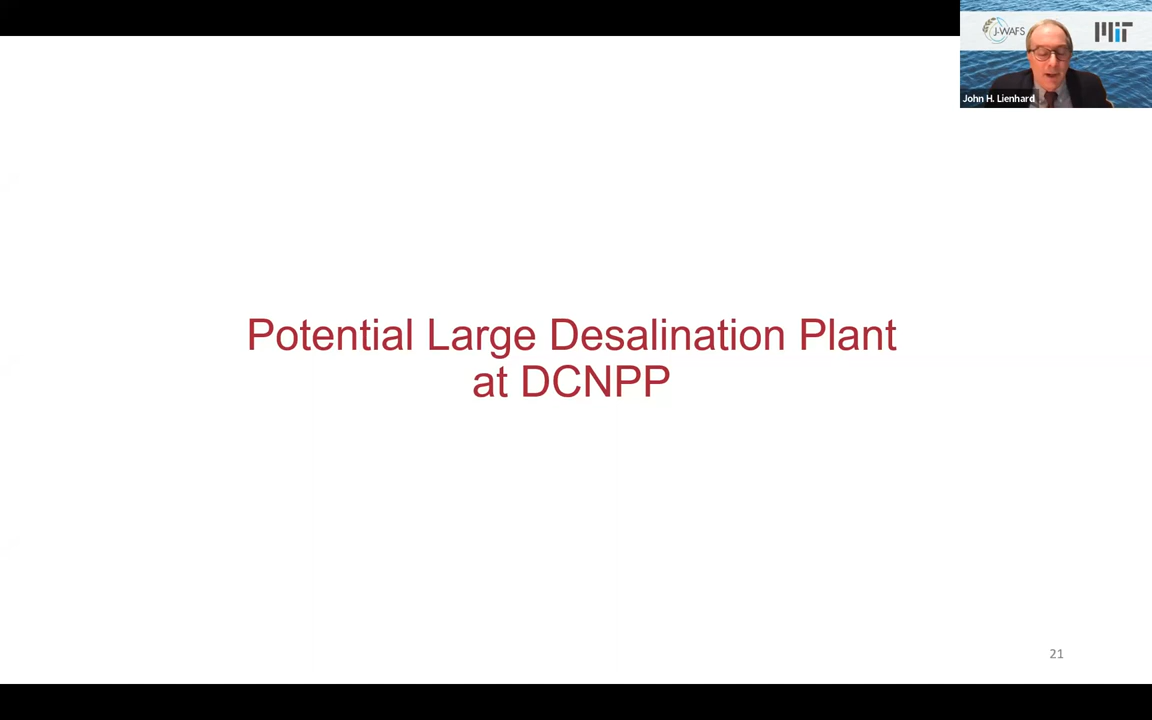 J-WAFS
MIT
John H. Lienhard
Potential Large Desalination Plant
at DCNPP
21